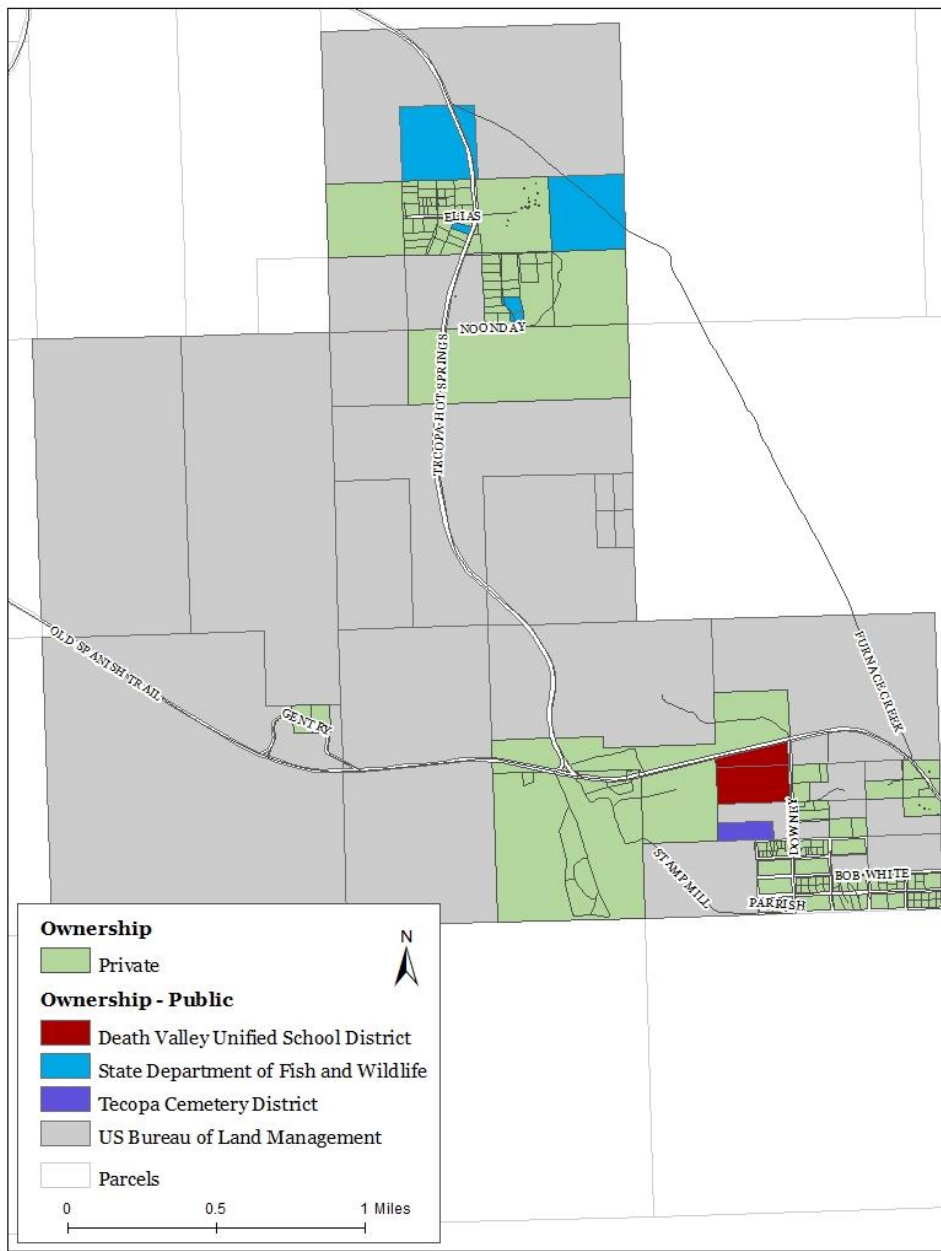 ELIAS
NOONDAY
TECOPA HOT SPRINGS
OLD SPANISH TRAIL
GENTRY
FURNACE CREEK
DOWNEY
STAMP MILL
BOB WHITE
PARRISH
Ownership
Private
Ownership - Public
Death Valley Unified School District
State Department of Fish and Wildlife
Tecopa Cemetery District
US Bureau of Land Management
Parcels
N
0 0.5 1 Miles